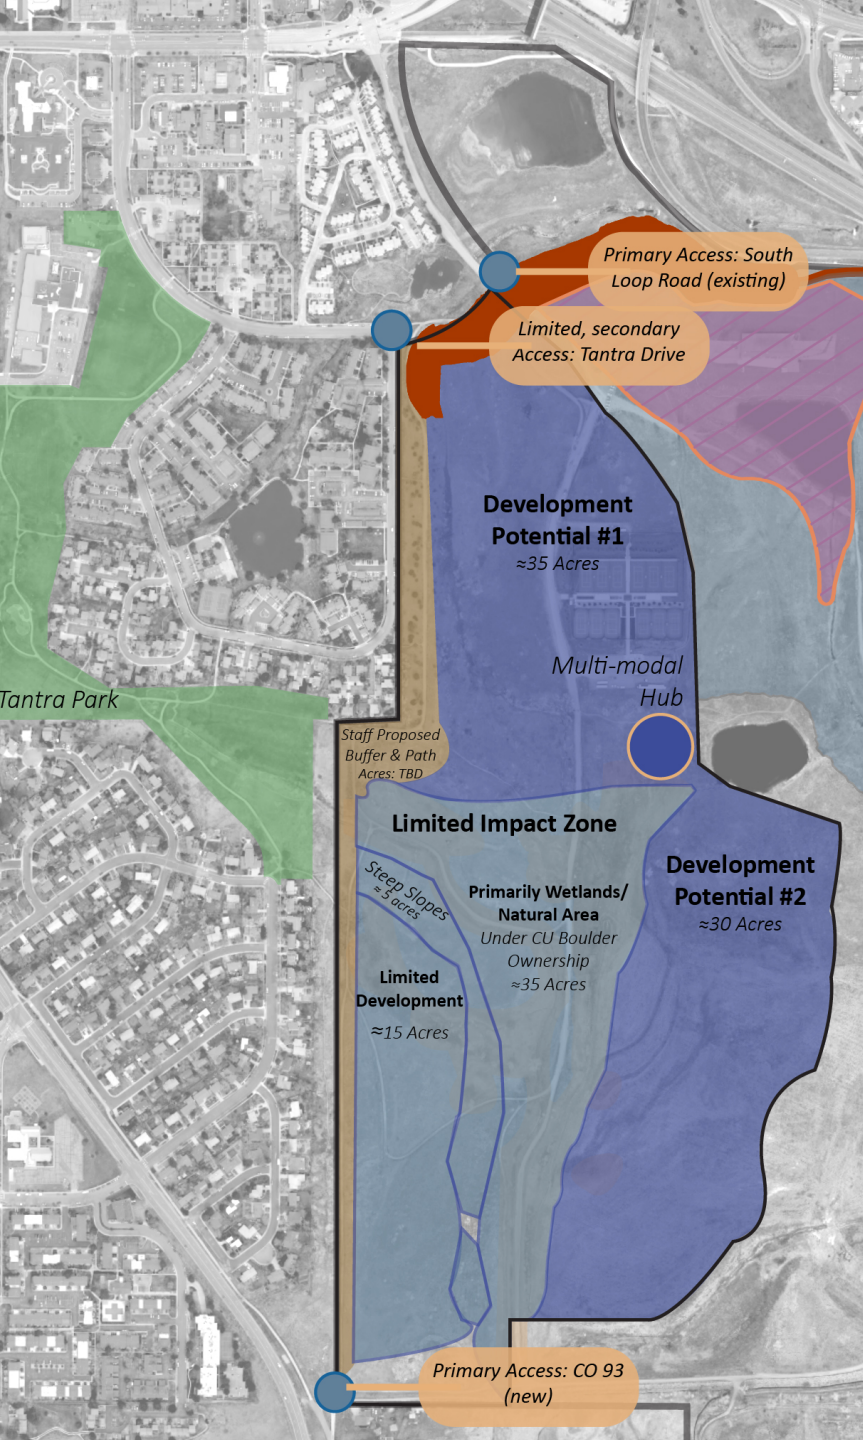 Primary Access: South
Loop Road (existing)
Limited, secondary
Access: Tantra Drive
Development
Potential #1
≈35 Acres
Multi-modal
Hub
Tantra Park
Staff Proposed
Buffer & Path
Acres: TBD
Limited Impact Zone
Steep Slopes
≈ 5 acres
Primarily Wetlands/
Natural Area
Under CU Boulder
Ownership
≈35 Acres
Development
Potential #2
≈30 Acres
Limited
Development
≈15 Acres
Primary Access: CO 93
(new)